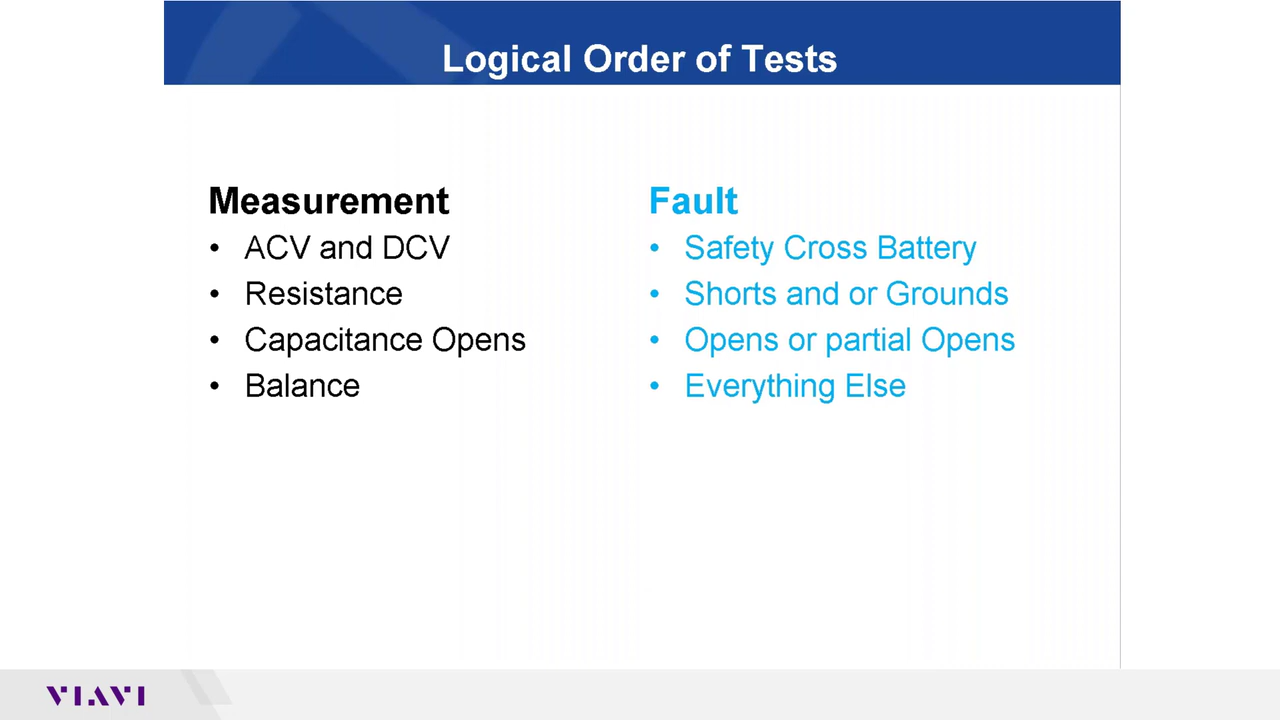 Logical Order of Tests
Measurement
• ACV and DCV
• Resistance
• Capacitance Opens
• Balance
Fault
• Safety Cross Battery
• Shorts and or Grounds
• Opens or partial Opens
• Everything Else
VIAVI